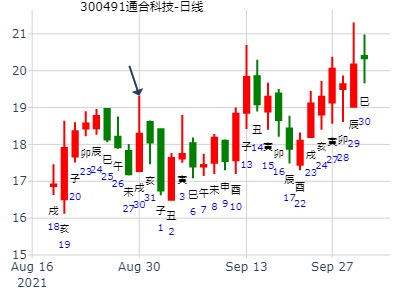 300491通合科技-日线
21
20
19
18
17
16
15
戌
18
亥
19
子
20
卯
23
辰
24
巳
25
午
26
未
27
戌
30
亥
31
子
1
丑
2
寅
3
巳
6
午
7
未
8
申
9
酉
10
子
13
丑
14
寅
15
卯
16
辰
17
酉
22
戌
23
亥
24
寅
27
卯
28
辰
29
巳
30
Aug 16
2021
Aug 30
Sep 13
Sep 27